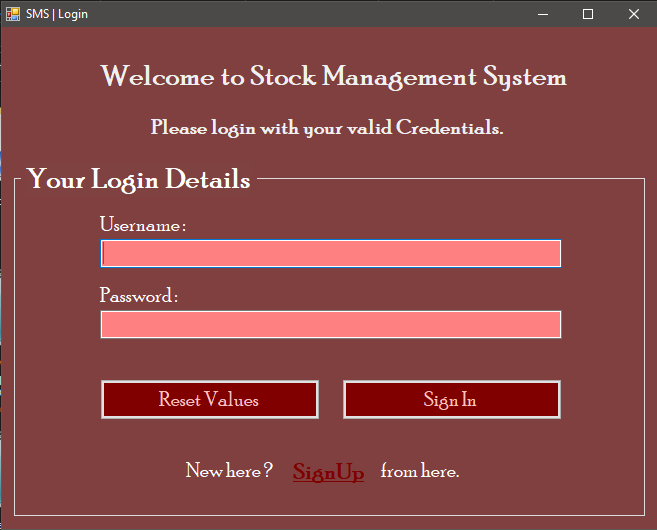 SMS | Login
Welcome to Stock Management System
Please login with your valid Credentials.
Your Login Details
Username :
Password :
Reset Values
Sign In
New here ? SignUp from here.